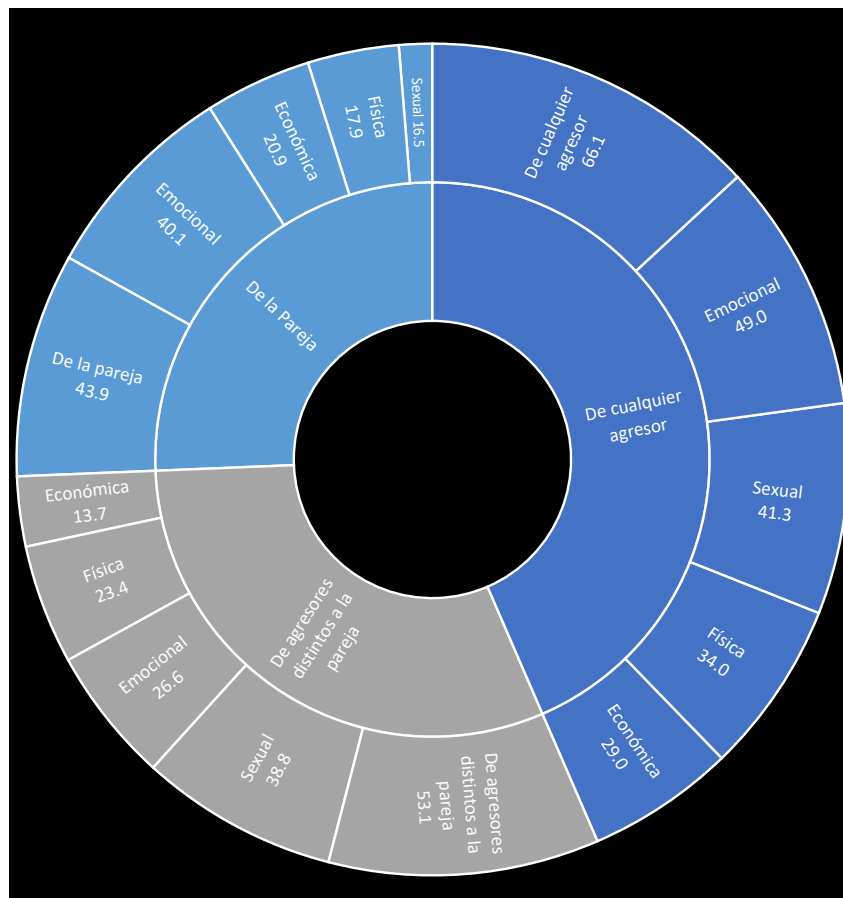 De cualquier
agresor
66.1
Emocional
49.0
Sexual
41.3
Física
34.0
Económica
29.0
De cualquier
agresor
De agresores
distintos a la
pareja
53.1
Sexual
38.8
Emocional
26.6
Física
23.4
Económica
13.7
De agresores
distintos a la
pareja
De la pareja
43.9
Emocional
40.1
Económica
20.9
Física
17.9
Sexual 16.5
De la Pareja